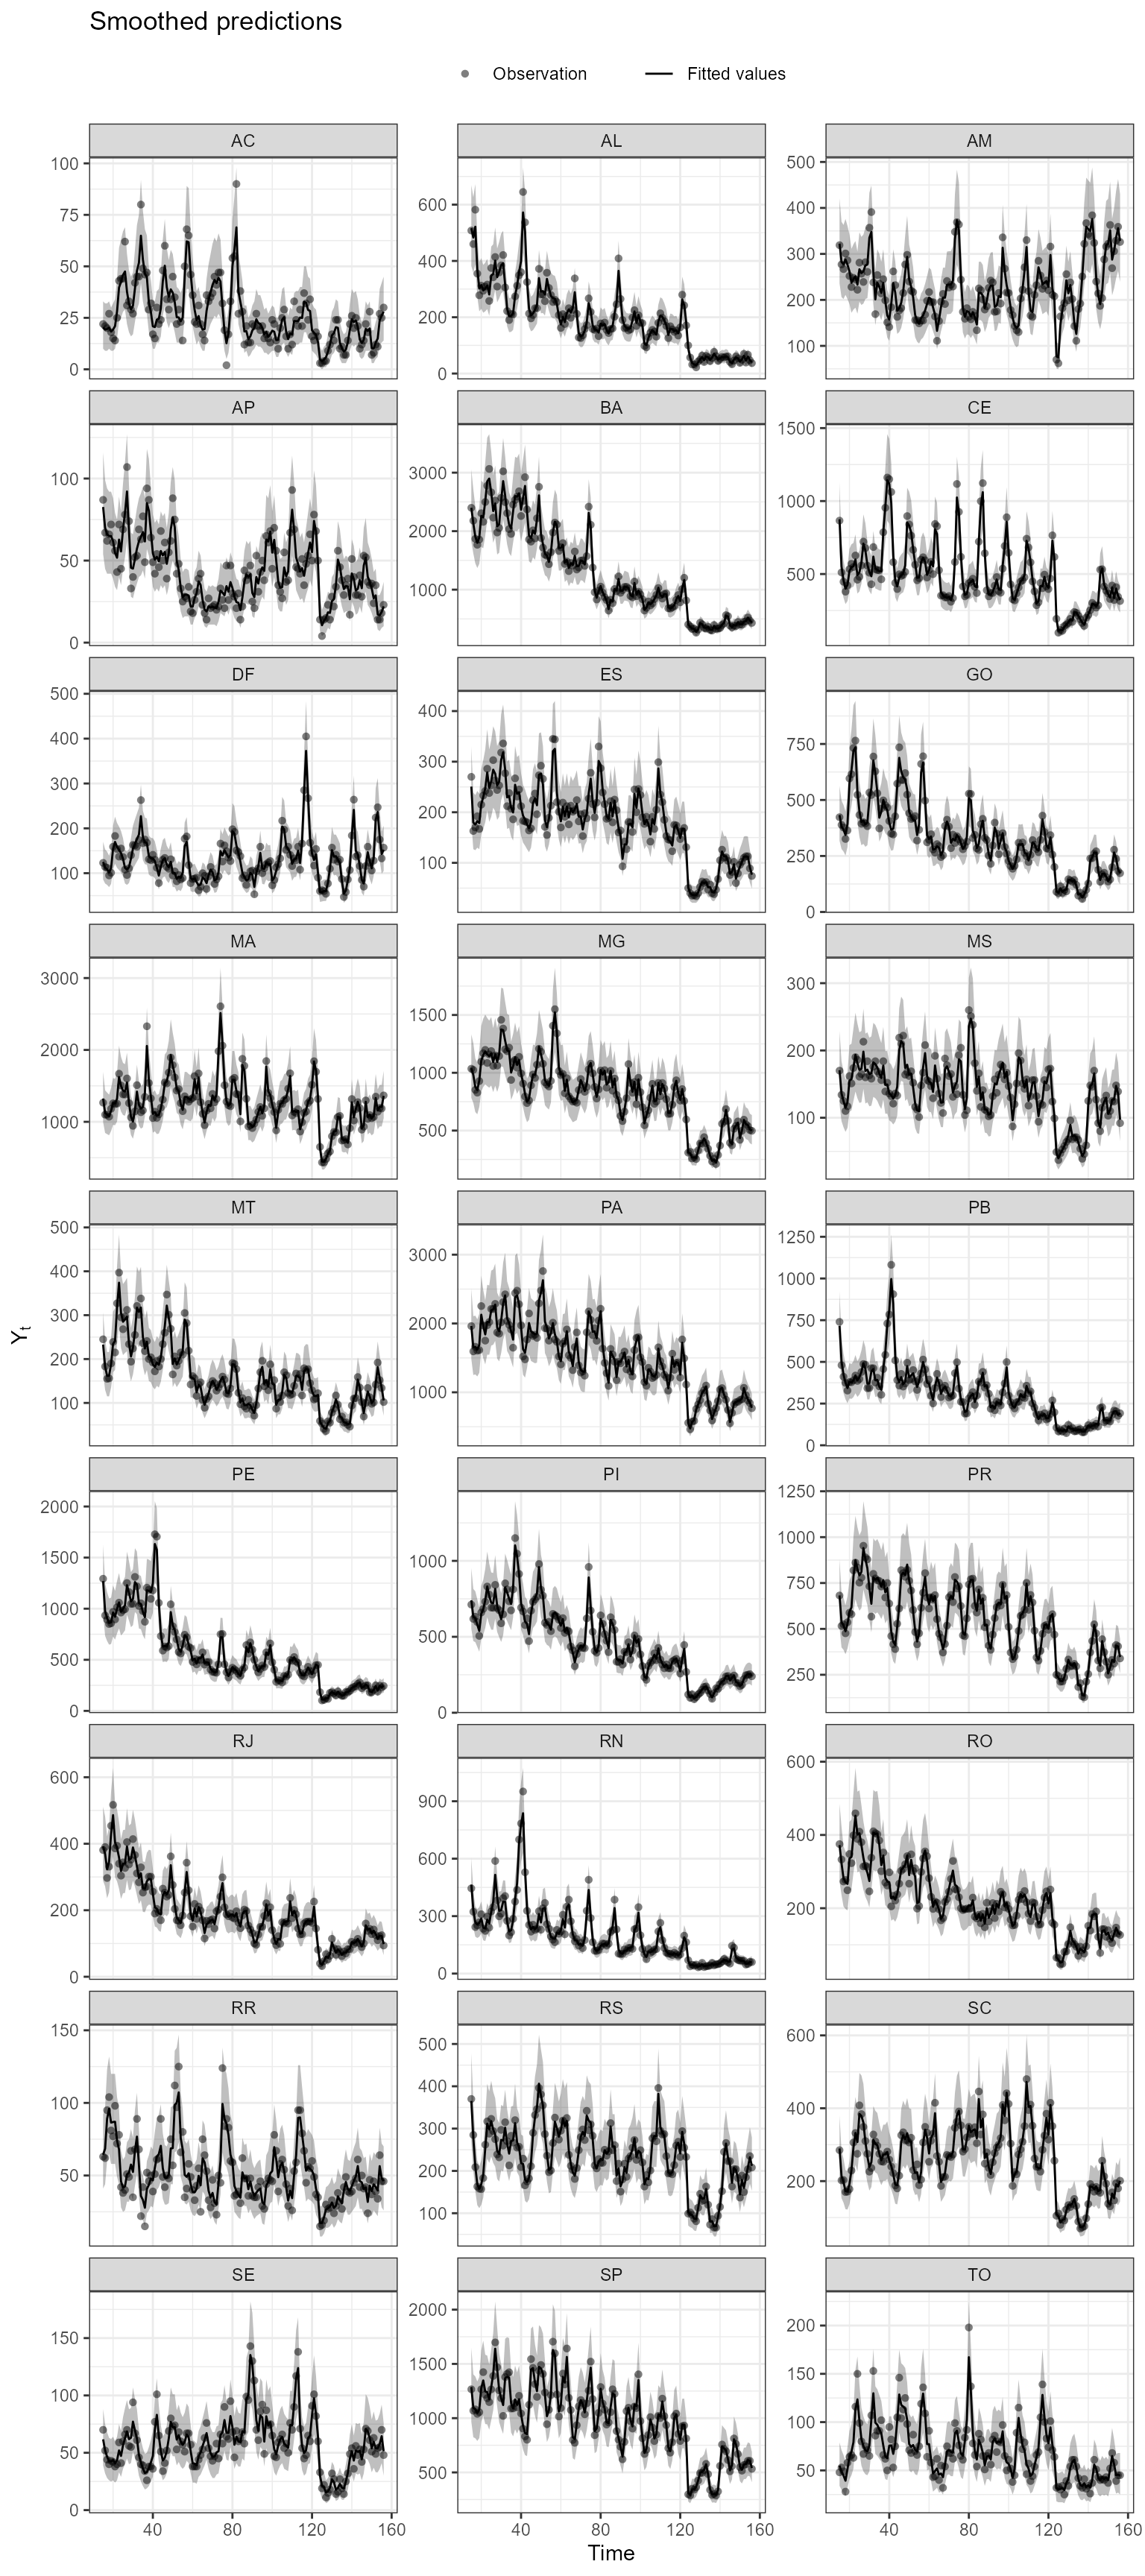 Smoothed predictions
Observation Fitted values
AC AL AM
100 75 50 25 0
600 400 200 0
500 400 300 200 100
AP BA CE
100 50 0
3000 2000 1000
1500 1000 500
DF ES GO
500 400 300 200 100
400 300 200 100
750 500 250 0
MA MG MS
3000 2000 1000
1500 1000 500
300 200 100
MT PA PB
500 400 300 200 100
3000 2000 1000
1250 1000 750 500 250 0
PE PI PR
2000 1500 1000 500 0
1000 500 0
1250 1000 750 500 250
RJ RN RO
600 400 200 0
900 600 300 0
600 400 200
RR RS SC
150 100 50
500 400 300 200 100
600 400 200
SE SP TO
150 100 50 0
2000 1500 1000 500
200 150 100 50
40 80 120 160 40 80 120 160 40 80 120 160
Time
Yt